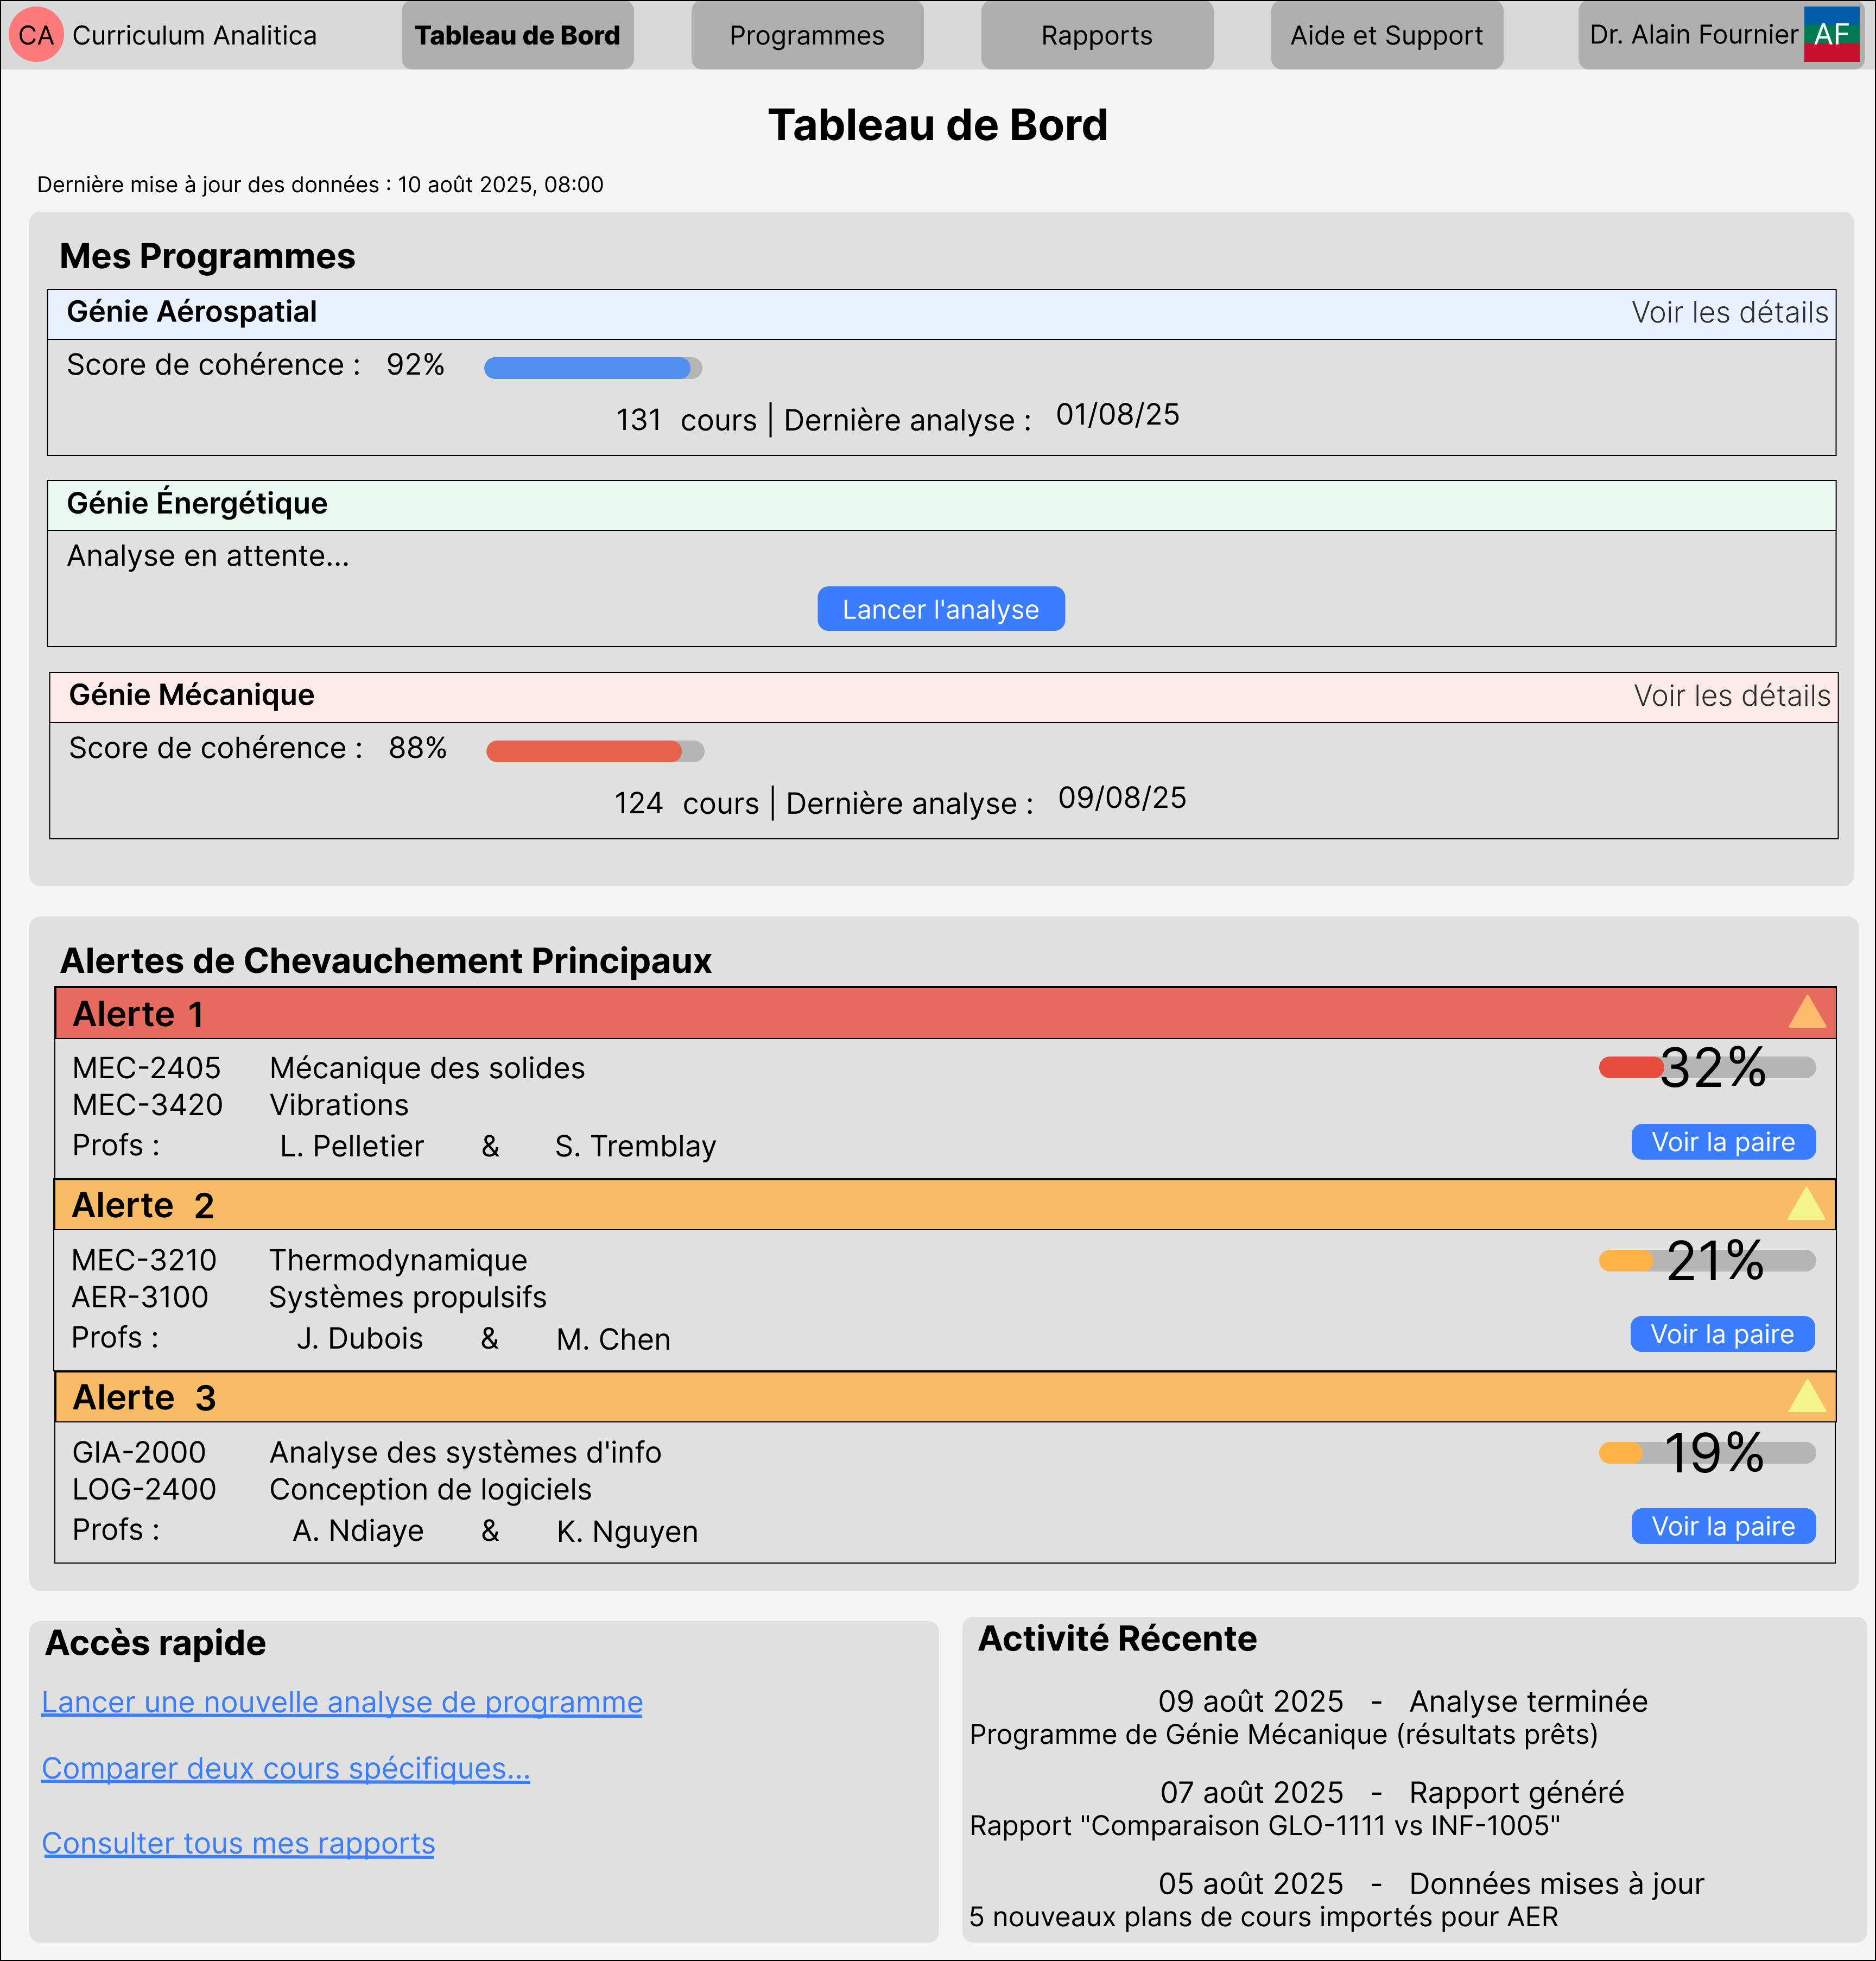 CA Curriculum Analitica Tableau de Bord Programmes Rapports Aide et Support Dr. Alain Fournier AF
Tableau de Bord
Dernière mise à jour des données : 10 août 2025, 08:00
Mes Programmes
Génie Aérospatial Voir les détails
Score de cohérence : 92%
131 cours | Dernière analyse : 01/08/25
Génie Énergétique
Analyse en attente...
Lancer l'analyse
Génie Mécanique Voir les détails
Score de cohérence : 88%
124 cours | Dernière analyse : 09/08/25
Alertes de Chevauchement Principaux
Alerte 1
MEC-2405 Mécanique des solides 32%
MEC-3420 Vibrations
Profs : L. Pelletier & S. Tremblay Voir la paire
Alerte 2
MEC-3210 Thermodynamique 21%
AER-3100 Systèmes propulsifs
Profs : J. Dubois & M. Chen Voir la paire
Alerte 3
GIA-2000 Analyse des systèmes d'info 19%
LOG-2400 Conception de logiciels
Profs : A. Ndiaye & K. Nguyen Voir la paire
Accès rapide
Lancer une nouvelle analyse de programme
Comparer deux cours spécifiques...
Consulter tous mes rapports
Activité Récente
09 août 2025 - Analyse terminée
Programme de Génie Mécanique (résultats prêts)
07 août 2025 - Rapport généré
Rapport "Comparaison GLO-1111 vs INF-1005"
05 août 2025 - Données mises à jour
5 nouveaux plans de cours importés pour AER